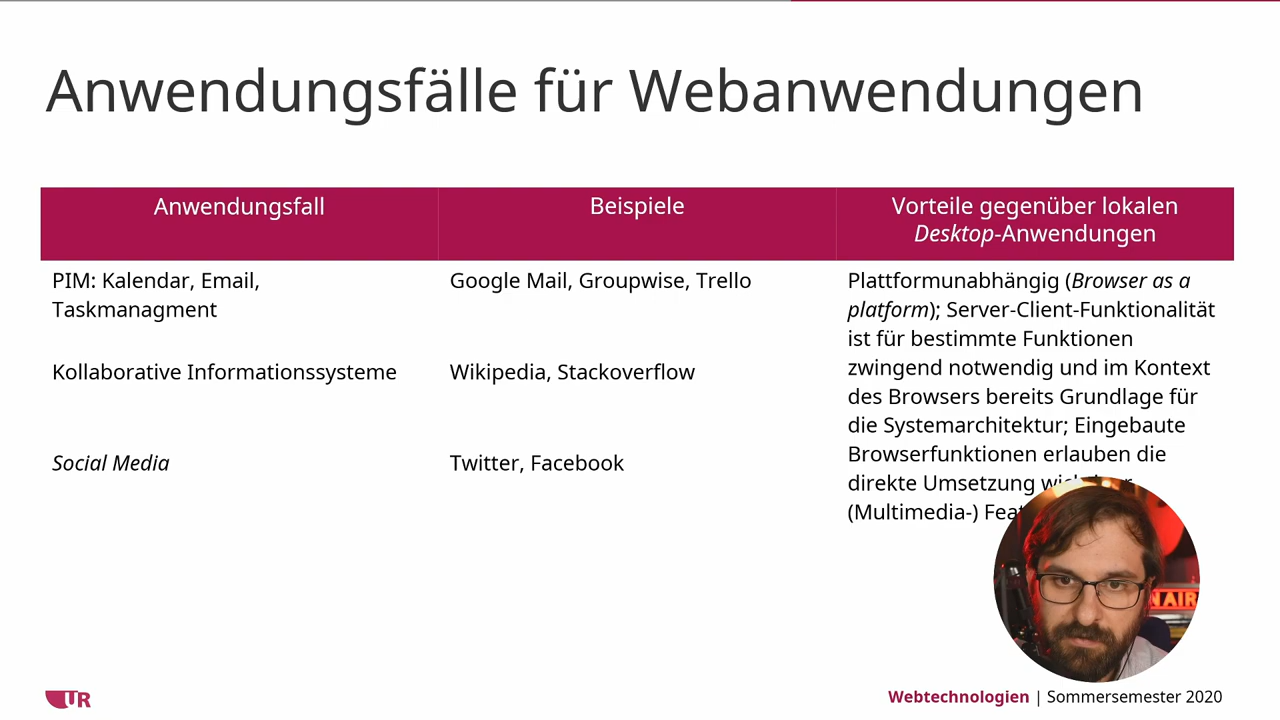 Anwendungsfälle für Webanwendungen
Anwendungsfall
Beispiele
Vorteile gegenüber lokalen
Desktop-Anwendungen
PIM: Kalendar, Email,
Taskmanagment
Google Mail, Groupwise, Trello
Kollaborative Informationssysteme
Wikipedia, Stackoverflow
Social Media
Twitter, Facebook
Plattformunabhängig (Browser as a
platform); Server-Client-Funktionalität
ist für bestimmte Funktionen
zwingend notwendig und im Kontext
des Browsers bereits Grundlage für
die Systemarchitektur; Eingebaute
Browserfunktionen erlauben die
direkte Umsetzung
(Multimedia-)
AIR
UR
Webtechnologien | Sommersemester 2020